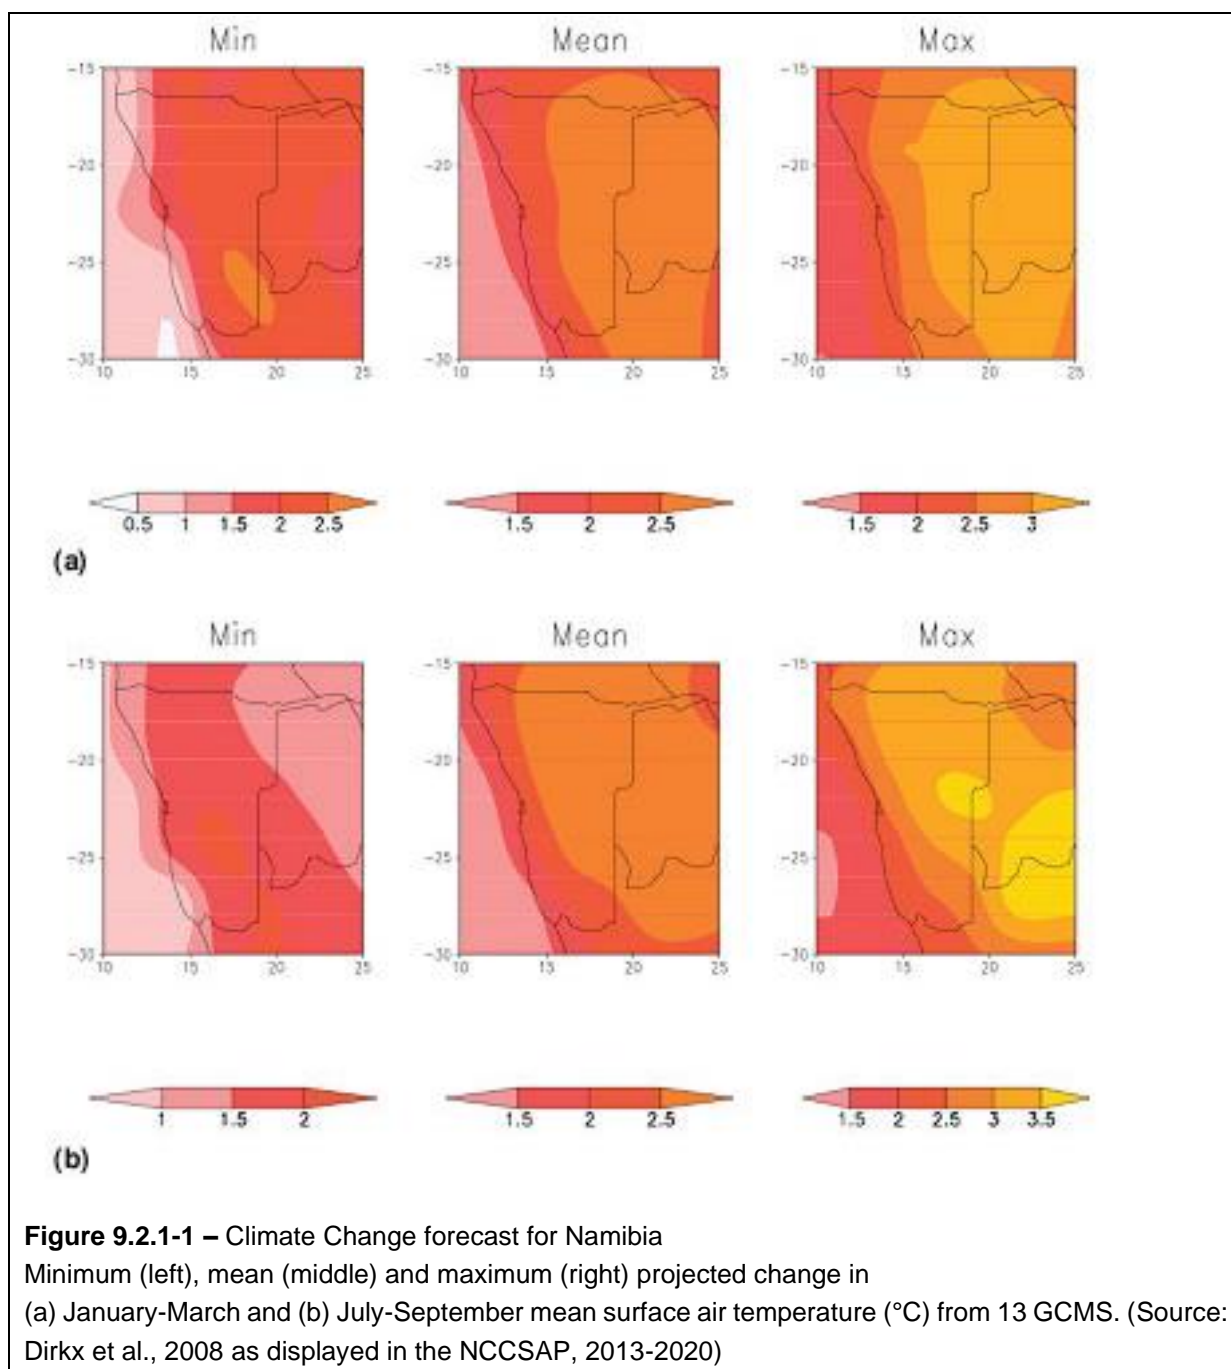 Min Mean Max
-15 -15 -15
-20 -20 -20
-25 -25 -25
-30 -30 -30
10 15 20 25 10 15 20 25 10 15 20 25
0.5 1 1.5 2 2.5 1.5 2 2.5 1.5 2 2.5 3
(a)
Min Mean Max
-15 -15 -15
-20 -20 -20
-25 -25 -25
-30 -30 -30
10 15 20 25 10 15 20 25 10 15 20 25
1 1.5 2 1.5 2 2.5 1.5 2 2.5 3 3.5
(b)
Figure 9.2.1-1 – Climate Change forecast for Namibia
Minimum (left), mean (middle) and maximum (right) projected change in
(a) January-March and (b) July-September mean surface air temperature (°C) from 13 GCMS. (Source:
Dirkx et al., 2008 as displayed in the NCCSAP, 2013-2020)